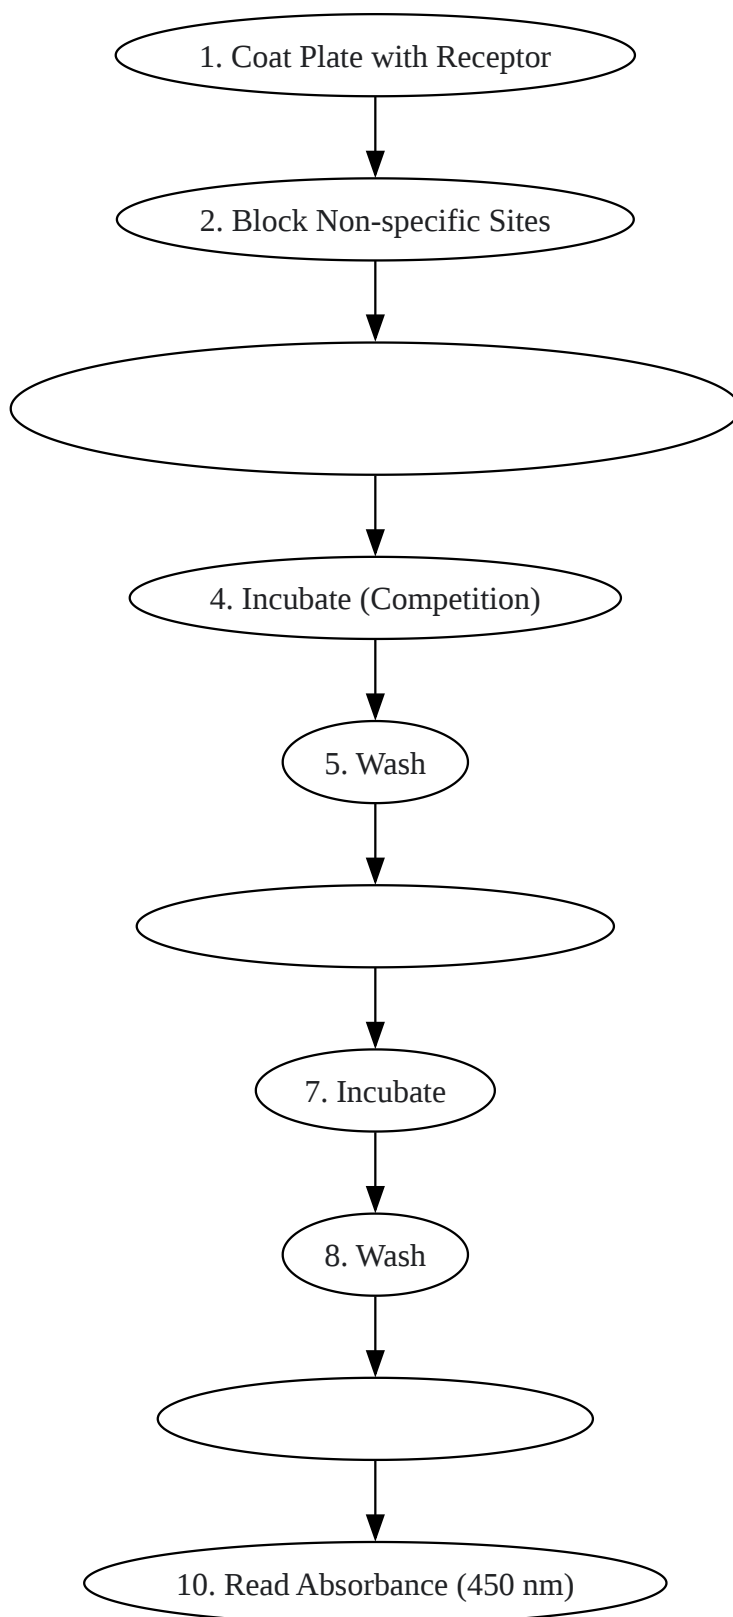 1. Coat Plate with Receptor
2. Block Non-specific Sites
4. Incubate (Competition)
5. Wash
7. Incubate
8. Wash
10. Read Absorbance (450 nm)